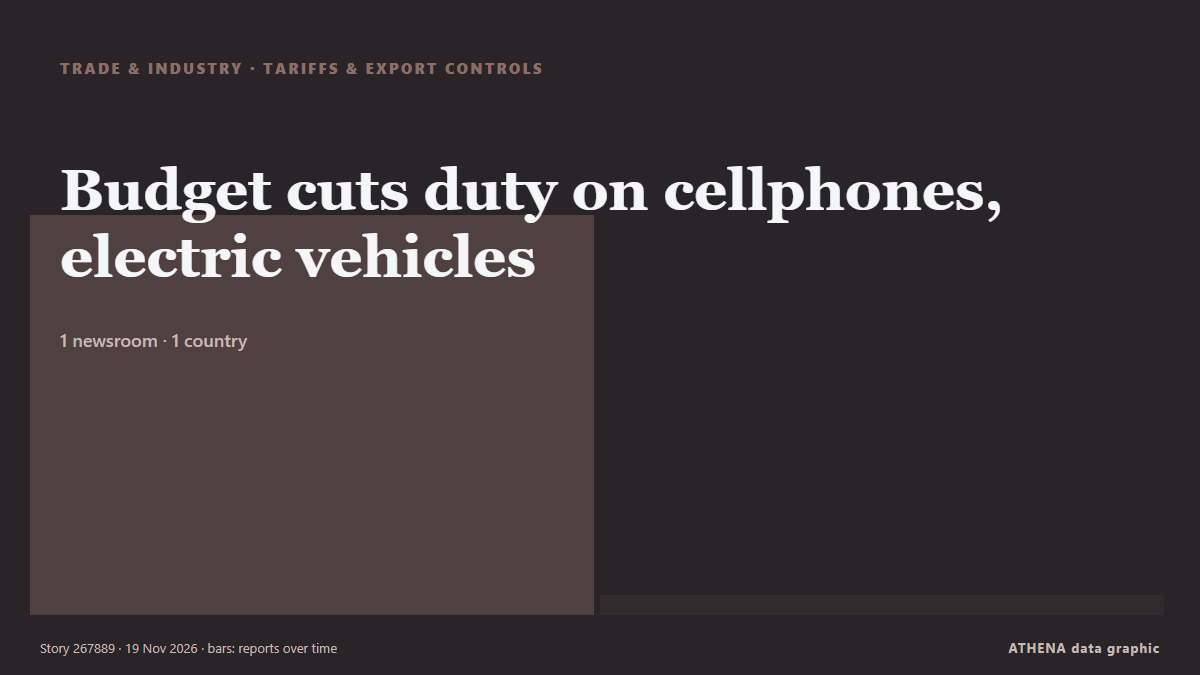 TRADE & INDUSTRY · TARIFFS & EXPORT CONTROLS
Budget cuts duty on cellphones,
electric vehicles
1 newsroom · 1 country
Story 267889 · 19 Nov 2026 · bars: reports over time
ATHENA data graphic